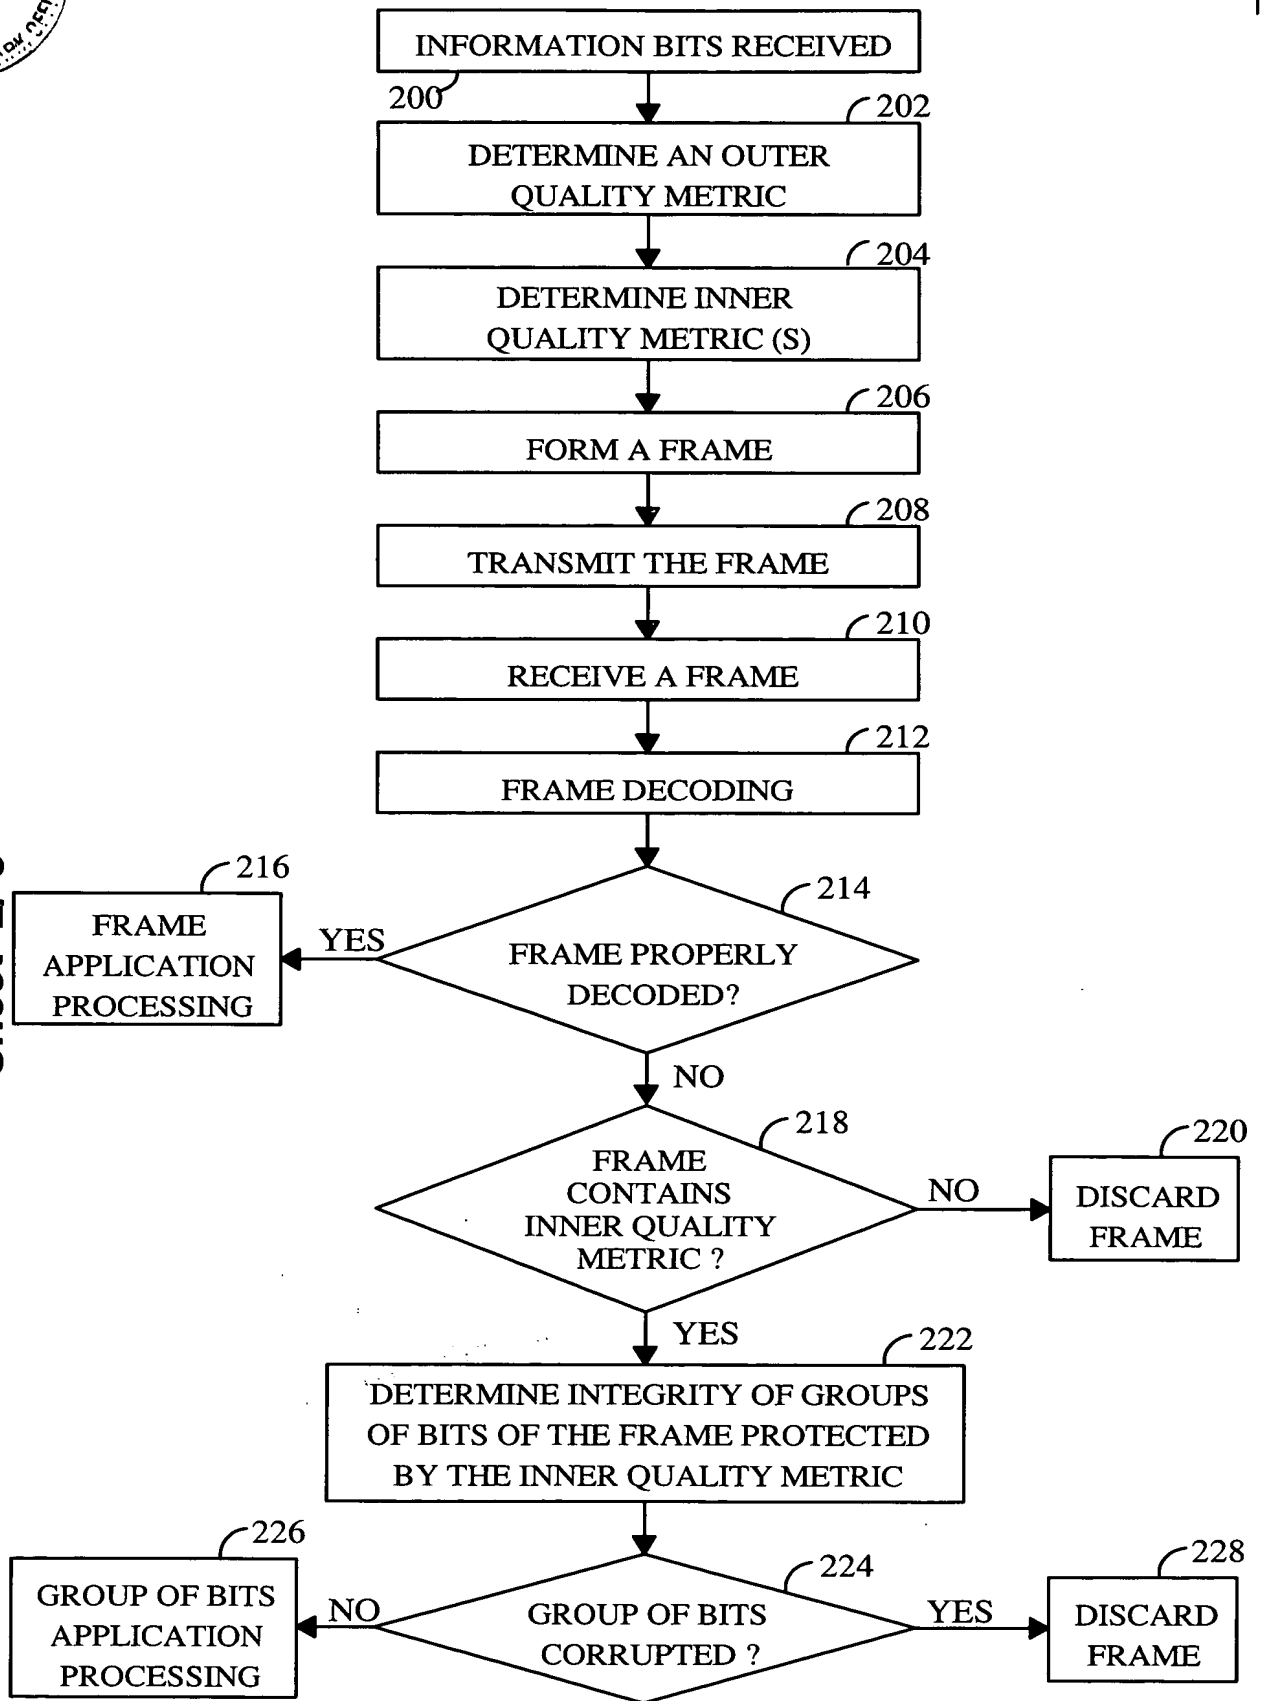 INFORMATION BITS RECEIVED
200
202
DETERMINE AN OUTER
QUALITY METRIC
204
DETERMINE INNER
QUALITY METRIC (S)
206
FORM A FRAME
208
TRANSMIT THE FRAME
210
RECEIVE A FRAME
212
FRAME DECODING
216
FRAME
APPLICATION
PROCESSING
YES
214
FRAME PROPERLY
DECODED?
NO
218
FRAME
CONTAINS
INNER QUALITY
METRIC ?
NO
220
DISCARD
FRAME
YES
222
DETERMINE INTEGRITY OF GROUPS
OF BITS OF THE FRAME PROTECTED
BY THE INNER QUALITY METRIC
226
GROUP OF BITS
APPLICATION
PROCESSING
NO
224
GROUP OF BITS
CORRUPTED ?
YES
228
DISCARD
FRAME